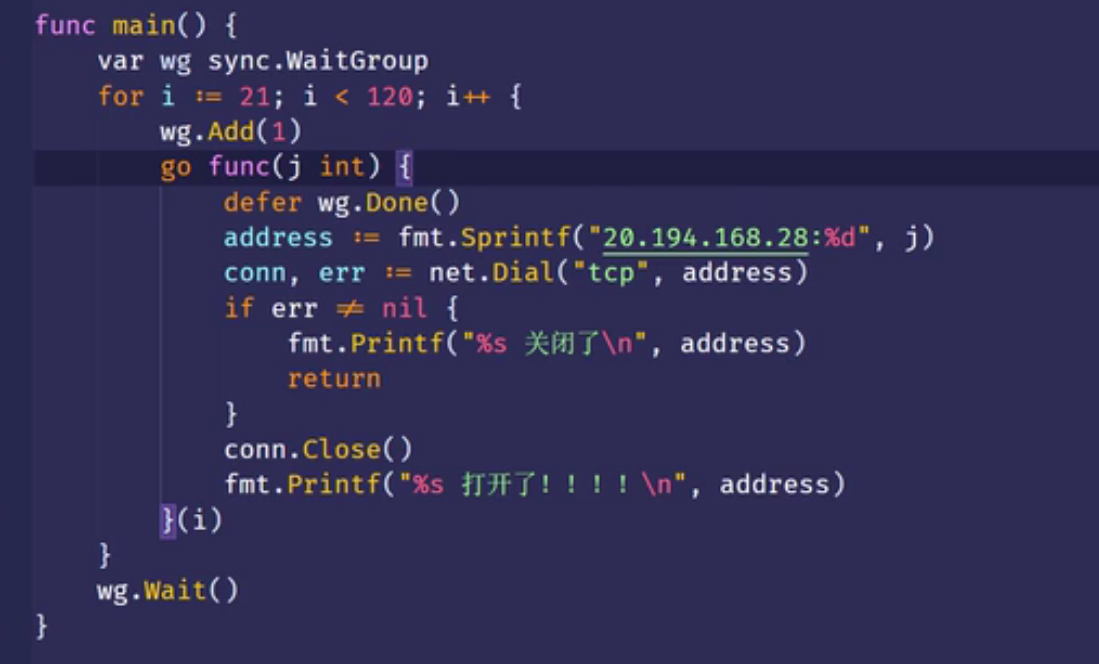 func main() {
    var wg sync.WaitGroup
    for i := 21; i < 120; i++ {
        wg.Add(1)
        go func(j int) {
            defer wg.Done()
            address := fmt.Sprintf("20.194.168.28:%d", j)
            conn, err := net.Dial("tcp", address)
            if err != nil {
                fmt.Printf("%s 关闭了\n", address)
                return
            }
            conn.Close()
            fmt.Printf("%s 打开了！！！！\n", address)
        }(i)
    }
    wg.Wait()
}